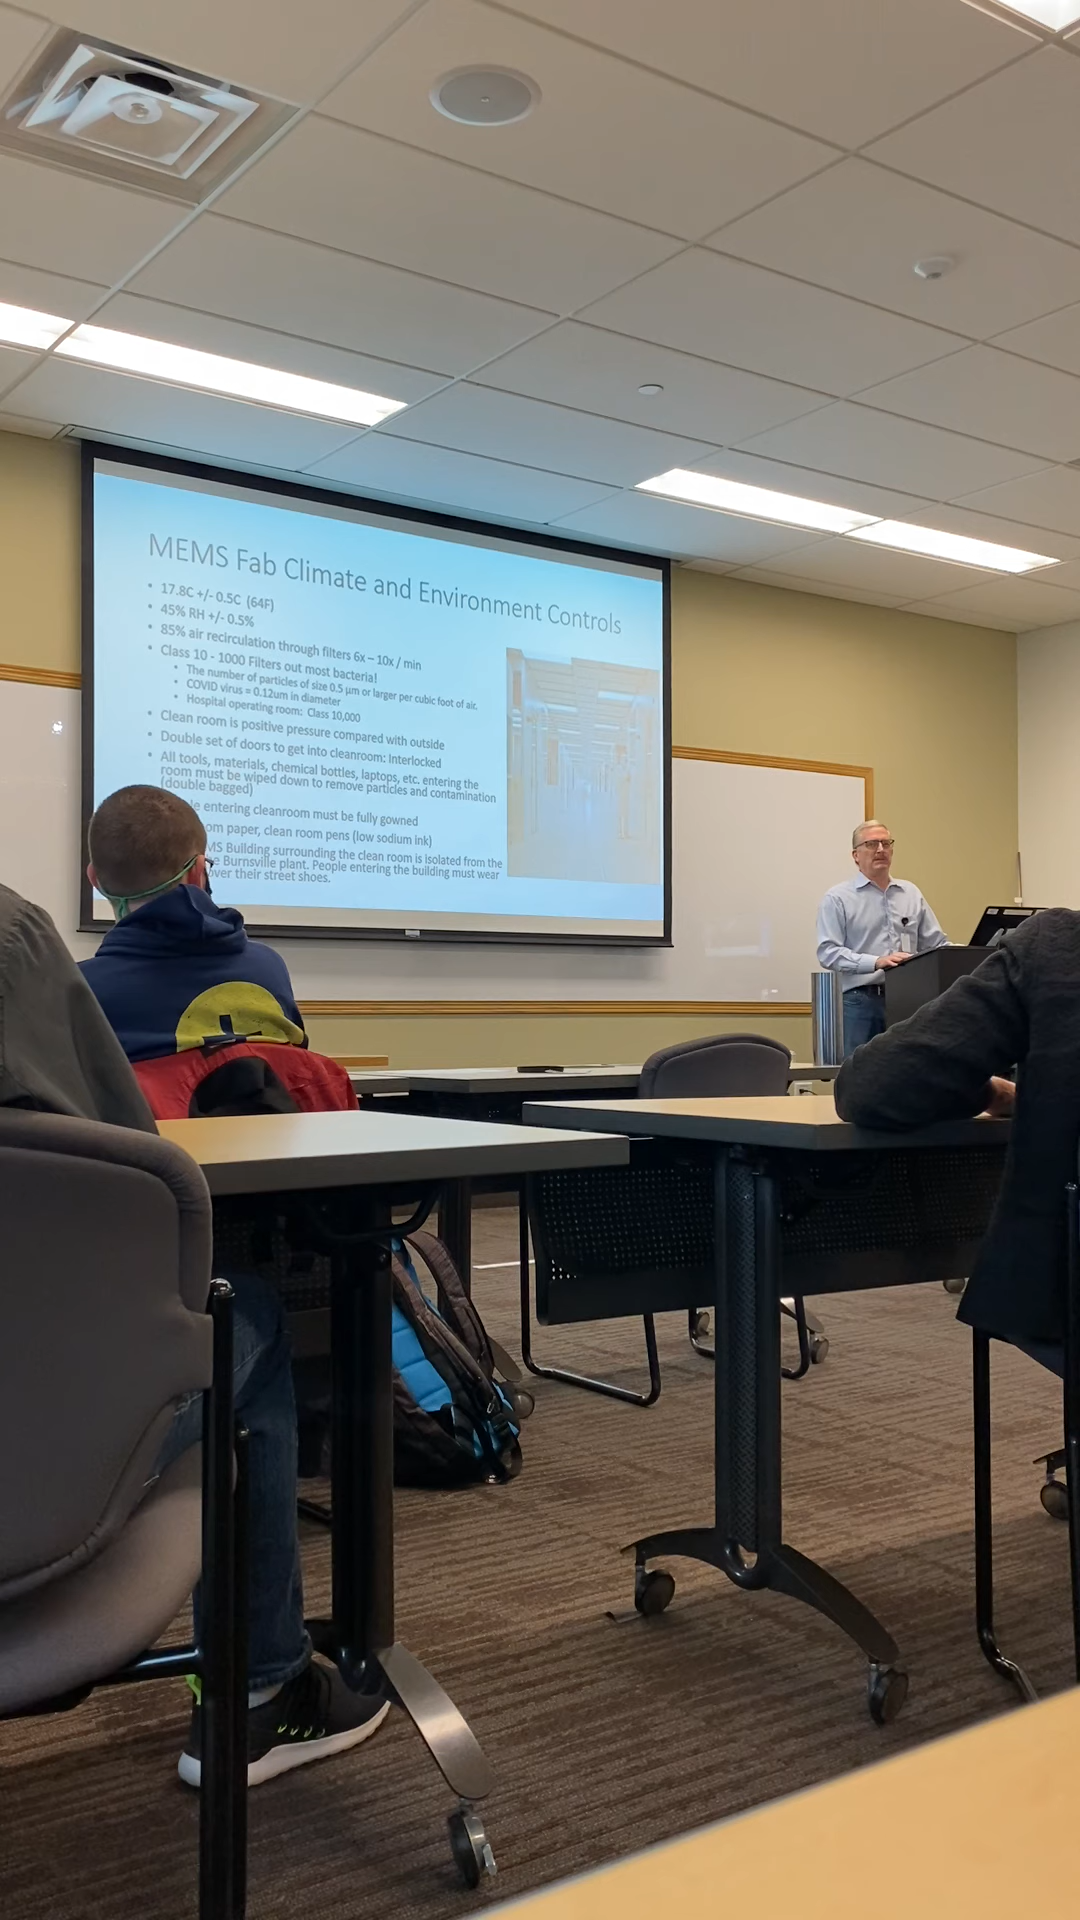 MEMS Fab Climate and Environment Controls
• 17.8C +/- 0.5C (64F)
• 45% RH +/- 0.5%
• 85% air recirculation through filters 6x – 10x / min
• Class 10 - 1000 Filters out most bacteria!
• The number of particles of size 0.5 µm or larger per cubic foot of air.
• COVID virus = 0.12um in diameter
• Hospital operating room: Class 10,000
• Clean room is positive pressure compared with outside
• Double set of doors to get into cleanroom: Interlocked
• All tools, materials, chemical bottles, laptops, etc. entering the
room must be wiped down to remove particles and contamination
(double bagged)
entering cleanroom must be fully gowned
paper, clean room pens (low sodium ink)
Building surrounding the clean room is isolated from the
Burnsville plant. People entering the building must wear
over their street shoes.